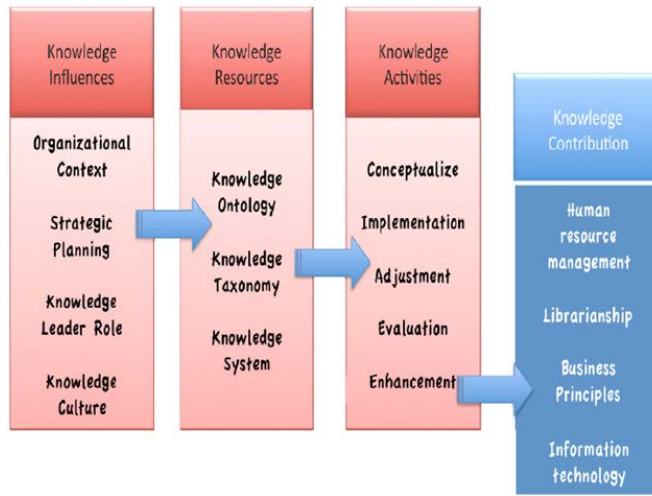 Knowledge
Influences
Organizational
Context
Strategic
Planning
Knowledge
Leader Role
Knowledge
Culture
Knowledge
Resources
Knowledge
Ontology
Knowledge
Taxonomy
Knowledge
System
Knowledge
Activities
Conceptualize
Implementation
Adjustment
Evaluation
Enhancement
Knowledge
Contribution
Human
resource
management
Librarianship
Business
Principles
Information
technology